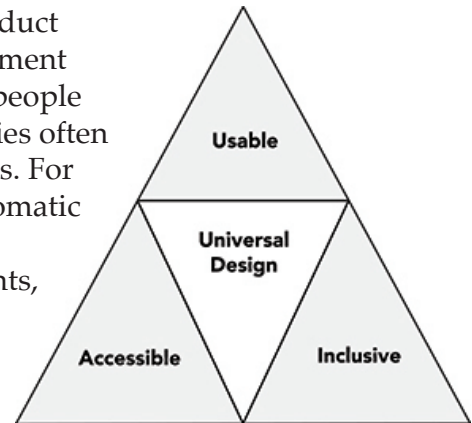 duct
ment
people
ies often
s. For
omatic
nts,
Usable
Universal
Design
Accessible
Inclusive